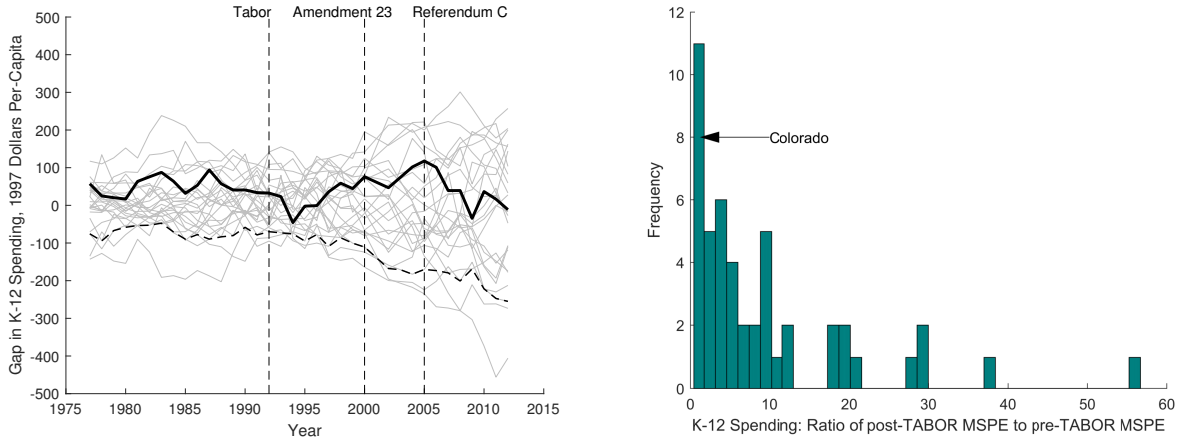 Tabor Amendment 23 Referendum C
500
400
300
200
100
0
-100
-200
-300
-400
-500
Gap in K-12 Spending, 1997 Dollars Per-Capita
1975 1980 1985 1990 1995 2000 2005 2010 2015
Year
12
10
8
6
4
2
0
Frequency
Colorado
0 10 20 30 40 50 60
K-12 Spending: Ratio of post-TABOR MSPE to pre-TABOR MSPE